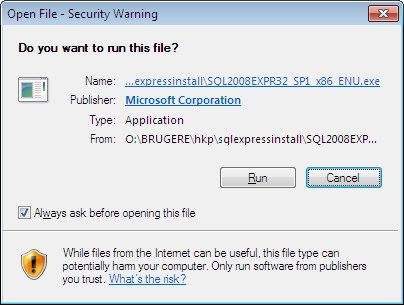 Open File - Security Warning
Do you want to run this file?
Name: ...expressinstall\SQL2008EXPR32_SP1_x86_ENU.exe
Publisher: Microsoft Corporation
Type: Application
From: O:\BRUGERE\hkp\sqlexpressinstall\SQL2008EXP...
Run Cancel
Always ask before opening this file
While files from the Internet can be useful, this file type can
potentially harm your computer. Only run software from publishers
you trust. What's the risk?